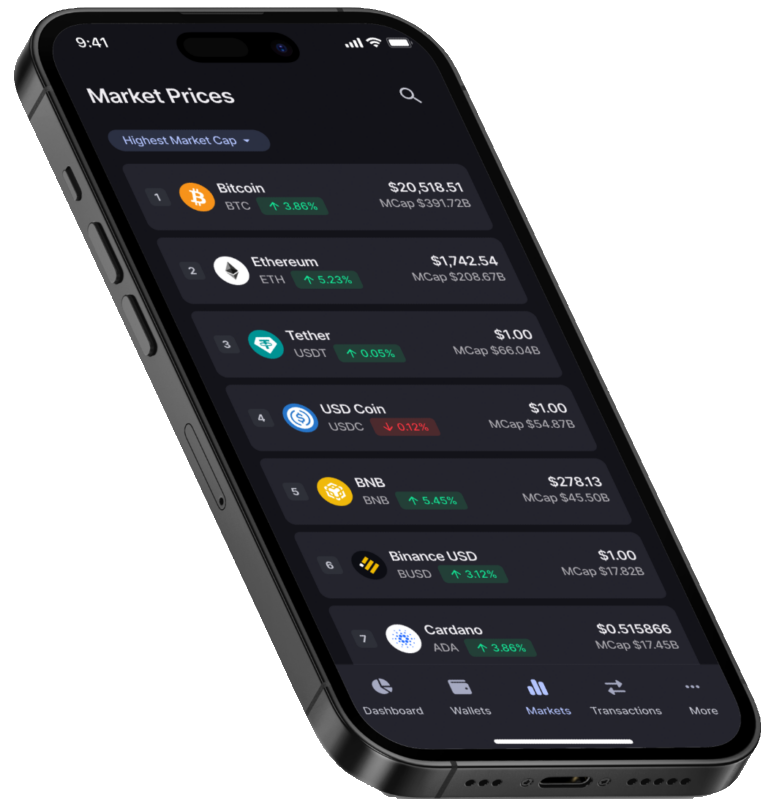 9:41
Market Prices
Highest Market Cap
1
Bitcoin
$20,518.51
BTC ↑ 3.86%
MCap $391.72B
2
Ethereum
$1,742.54
ETH ↑ 5.23%
MCap $208.67B
3
Tether
$1.00
USDT ↑ 0.05%
MCap $66.04B
4
USD Coin
$1.00
USDC ↓ 0.12%
MCap $54.87B
5
BNB
$278.13
BNB ↑ 5.45%
MCap $45.50B
6
Binance USD
$1.00
BUSD ↑ 3.12%
MCap $17.82B
7
Cardano
$0.515866
ADA ↑ 3.86%
MCap $17.45B
Dashboard Wallets Markets Transactions More